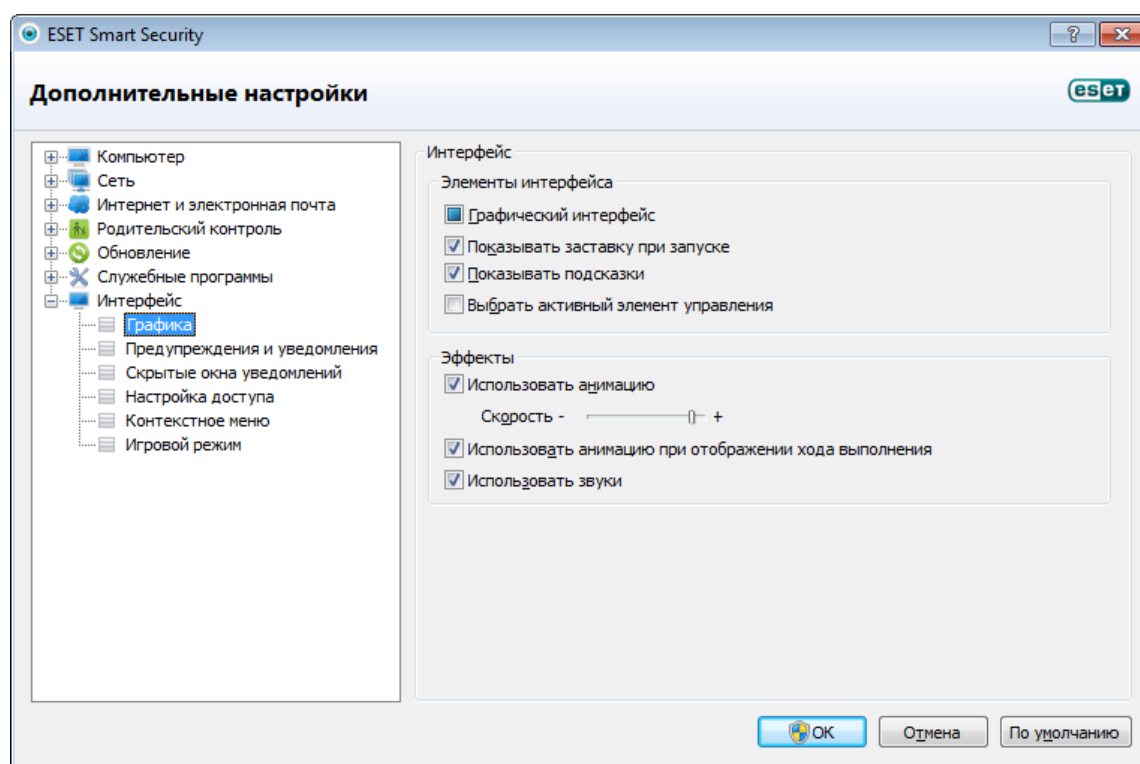 ESET Smart Security
?
Дополнительные настройки
eset
Компьютер
Сеть
Интернет и электронная почта
Родительский контроль
Обновление
Служебные программы
Интерфейс
Графика
Предупреждения и уведомления
Скрытые окна уведомлений
Настройка доступа
Контекстное меню
Игровой режим
Интерфейс
Элементы интерфейса
Графический интерфейс
Показывать заставку при запуске
Показывать подсказки
Выбрать активный элемент управления
Эффекты
Использовать анимацию
Скорость - +
Использовать анимацию при отображении хода выполнения
Использовать звуки
OK
Отмена
По умолчанию